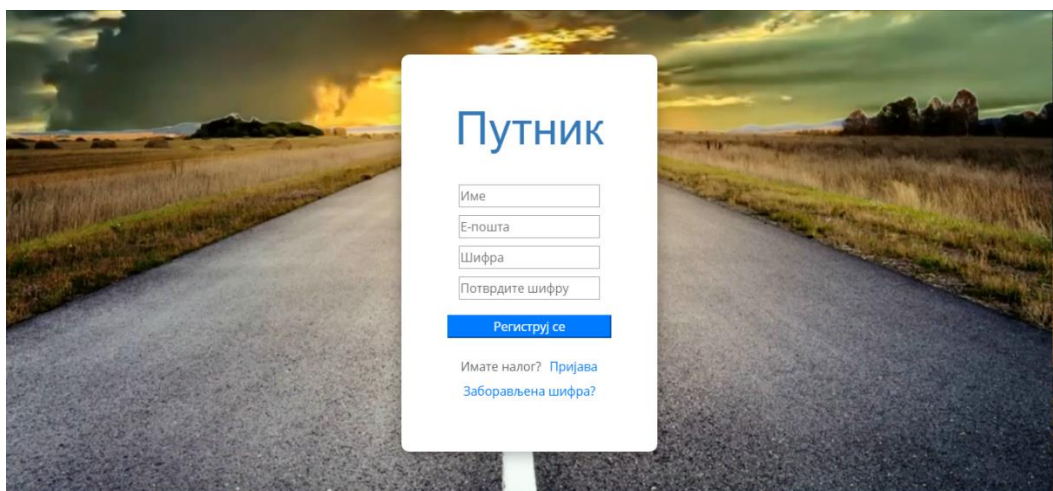 Путник
Име
Е-пошта
Шифра
Потврдите шифру
Региструј се
Имате налог? Пријава
Заборављена шифра?